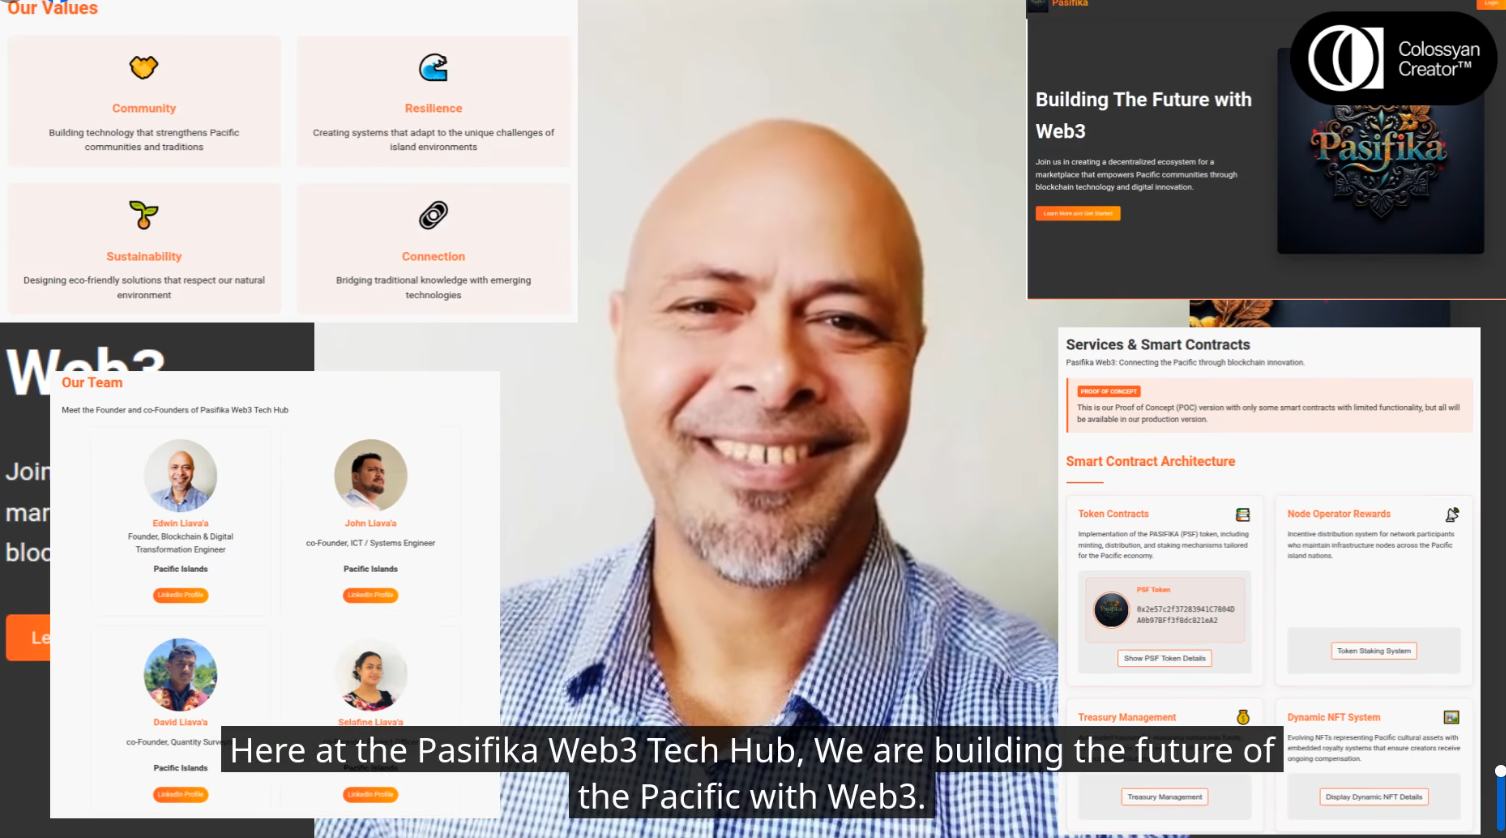 Our Values
Community
Building technology that strengthens Pacific
communities and traditions
Resilience
Creating systems that adapt to the unique challenges of
island environments
Sustainability
Designing eco-friendly solutions that respect our natural
environment
Connection
Bridging traditional knowledge with emerging
technologies
Pasifika
Login
Colossyan
Creator™
Building The Future with
Web3
Join us in creating a decentralized ecosystem for a
marketplace that empowers Pacific communities through
blockchain technology and digital innovation.
Learn More and Get Started
Pasifika
Web3
Join
mar
bloc
Le
Our Team
Meet the Founder and co-Founders of Pasifika Web3 Tech Hub
Edwin Liava'a
Founder, Blockchain & Digital
Transformation Engineer
Pacific Islands
LinkedIn Profile
John Liava'a
co-Founder, ICT / Systems Engineer
Pacific Islands
LinkedIn Profile
David Liava'a
co-Founder, Quantity Surve
Pacific Islands
LinkedIn Profile
Selafine Liava'a
LinkedIn Profile
Services & Smart Contracts
Pasifika Web3: Connecting the Pacific through blockchain innovation.
PROOF OF CONCEPT
This is our Proof of Concept (POC) version with only some smart contracts with limited functionality, but all will
be available in our production version.
Smart Contract Architecture
Token Contracts
Implementation of the PASIFIKA (PSF) token, including
minting, distribution, and staking mechanisms tailored
for the Pacific economy.
PSF Token
0x2e57c2f37283941C7804D
A0b97BFf3f8dc821eA2
Show PSF Token Details
Node Operator Rewards
Incentive distribution system for network participants
who maintain infrastructure nodes across the Pacific
island nations.
Token Staking System
Treasury Management
Treasury Management
Dynamic NFT System
Evolving NFTs representing Pacific cultural assets with
embedded royalty systems that ensure creators receive
ongoing compensation.
Display Dynamic NFT Details
Here at the Pasifika Web3 Tech Hub, We are building the future of
the Pacific with Web3.